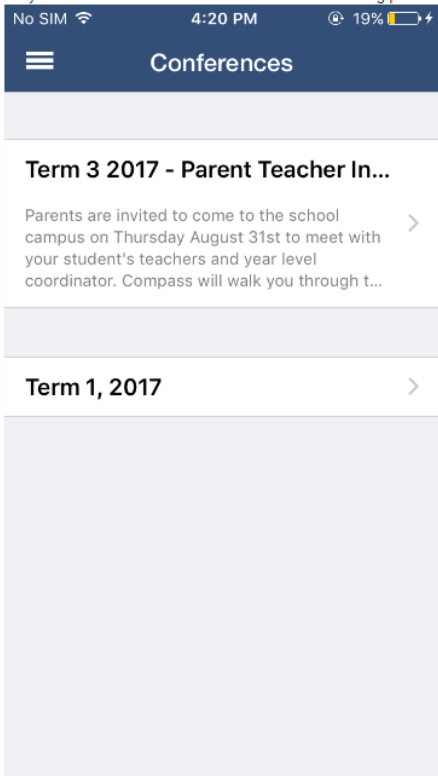 No SIM 4:20 PM 19%
Conferences
Term 3 2017 - Parent Teacher In...
Parents are invited to come to the school
campus on Thursday August 31st to meet with
your student's teachers and year level
coordinator. Compass will walk you through t...
Term 1, 2017